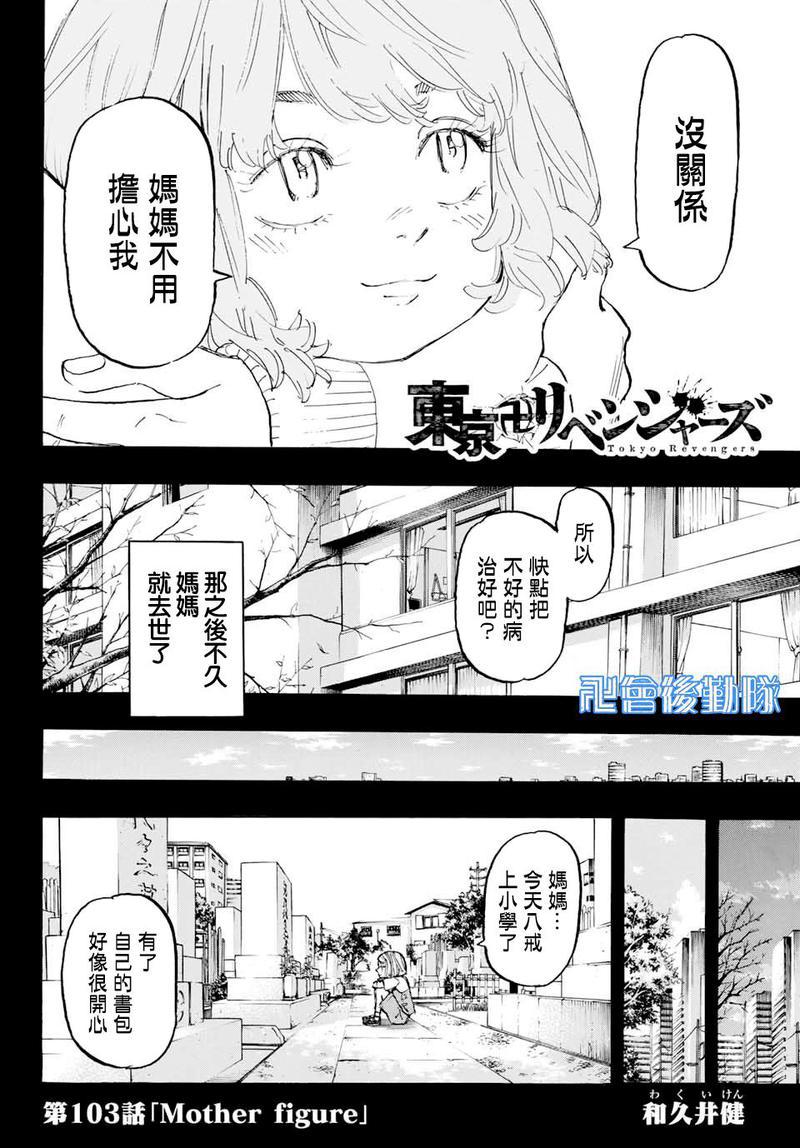 沒關係
媽媽不用
擔心我
東京卍リベンジャーズ
Tokyo Revengers
所以
快點把
不好的病
治好吧？
那之後不久
媽媽
就去世了
卍會後勤隊
媽媽…
今天八戒
上小學了
有了
自己的書包
好像很開心
第103話「Mother figure」
わくいけん
和久井健